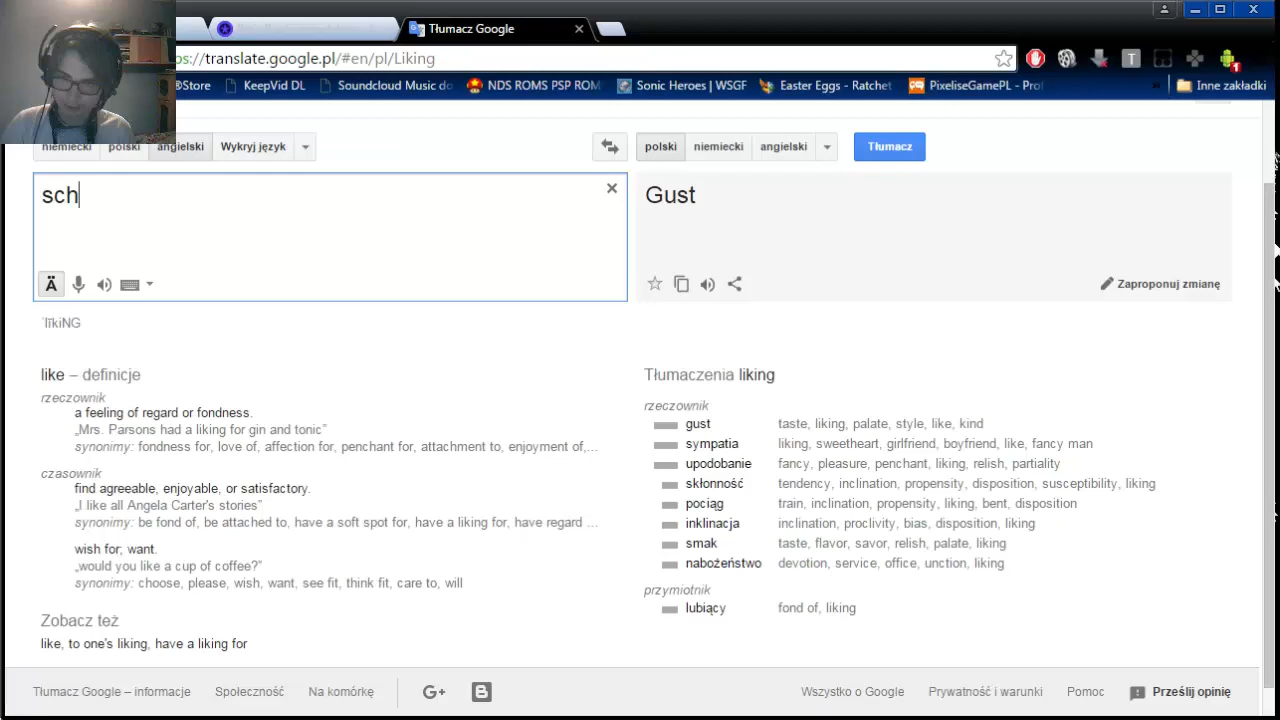 Tłumacz Google
ps://translate.google.pl/#en/pl/Liking
®Store KeepVid DL Soundcloud Music do NDS ROMS PSP ROM Sonic Heroes | WSGF Easter Eggs - Ratchet PixeliseGamePL - Prof » Inne zakładki
niemiecki polski angielski Wykryj język polski niemiecki angielski Tłumacz
sch
Gust
Ä
Zaproponuj zmianę
ˈlīkiNG
like – definicje
rzeczownik
a feeling of regard or fondness.
„Mrs. Parsons had a liking for gin and tonic”
synonimy: fondness for, love of, affection for, penchant for, attachment to, enjoyment of,...
czasownik
find agreeable, enjoyable, or satisfactory.
„I like all Angela Carter's stories”
synonimy: be fond of, be attached to, have a soft spot for, have a liking for, have regard ...
wish for; want.
„would you like a cup of coffee?”
synonimy: choose, please, wish, want, see fit, think fit, care to, will
Zobacz też
like, to one's liking, have a liking for
Tłumaczenia liking
rzeczownik
gust taste, liking, palate, style, like, kind
sympatia liking, sweetheart, girlfriend, boyfriend, like, fancy man
upodobanie fancy, pleasure, penchant, liking, relish, partiality
skłonność tendency, inclination, propensity, disposition, susceptibility, liking
pociąg train, inclination, propensity, liking, bent, disposition
inklinacja inclination, proclivity, bias, disposition, liking
smak taste, flavor, savor, relish, palate, liking
nabożeństwo devotion, service, office, unction, liking
przymiotnik
lubiący fond of, liking
Tłumacz Google – informacje Społeczność Na komórkę G+ B Wszystko o Google Prywatność i warunki Pomoc Prześlij opinię